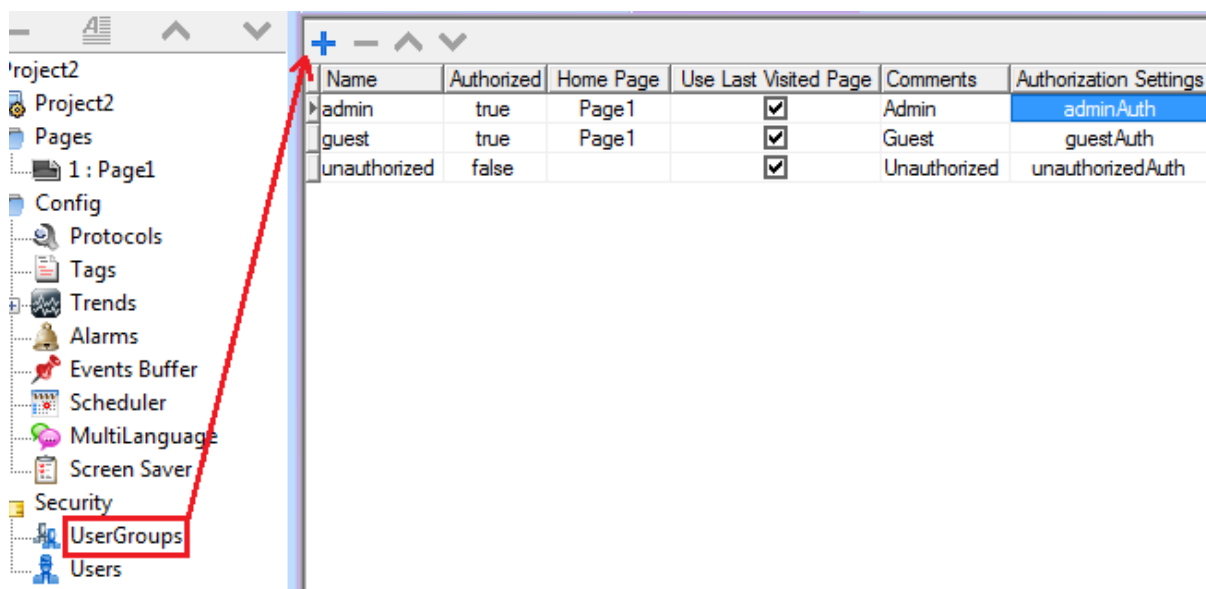 roject2
Project2
Pages
1 : Page1
Config
Protocols
Tags
Trends
Alarms
Events Buffer
Scheduler
MultiLanguage
Screen Saver
Security
UserGroups
Users
Name Authorized Home Page Use Last Visited Page Comments Authorization Settings
admin true Page1 Admin adminAuth
guest true Page1 Guest guestAuth
unauthorized false Unauthorized unauthorizedAuth